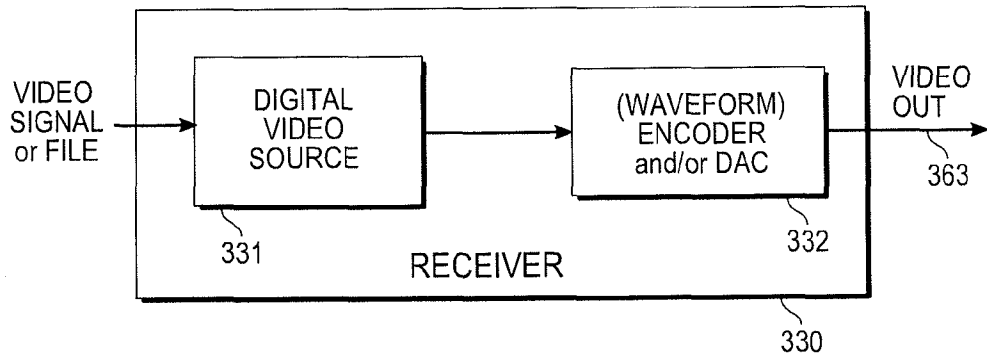 VIDEO
SIGNAL
or FILE
DIGITAL
VIDEO
SOURCE
331
(WAVEFORM)
ENCODER
and/or DAC
332
VIDEO
OUT
363
RECEIVER
330